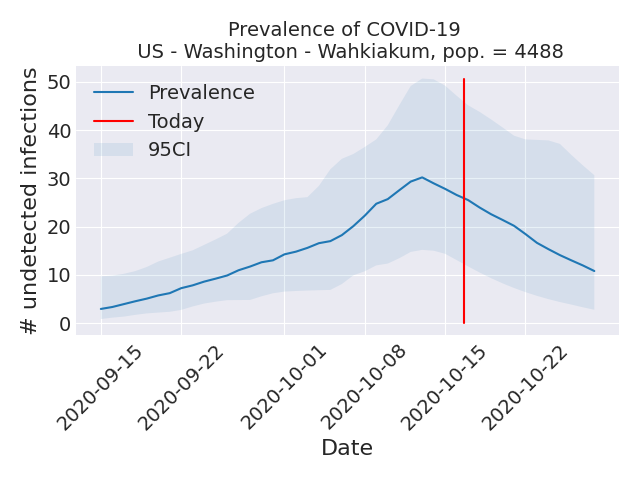 Prevalence of COVID-19
US - Washington - Wahkiakum, pop. = 4488
# undetected infections
50
40
30
20
10
0
Prevalence
Today
95CI
2020-09-15
2020-09-22
2020-10-01
2020-10-08
2020-10-15
2020-10-22
Date